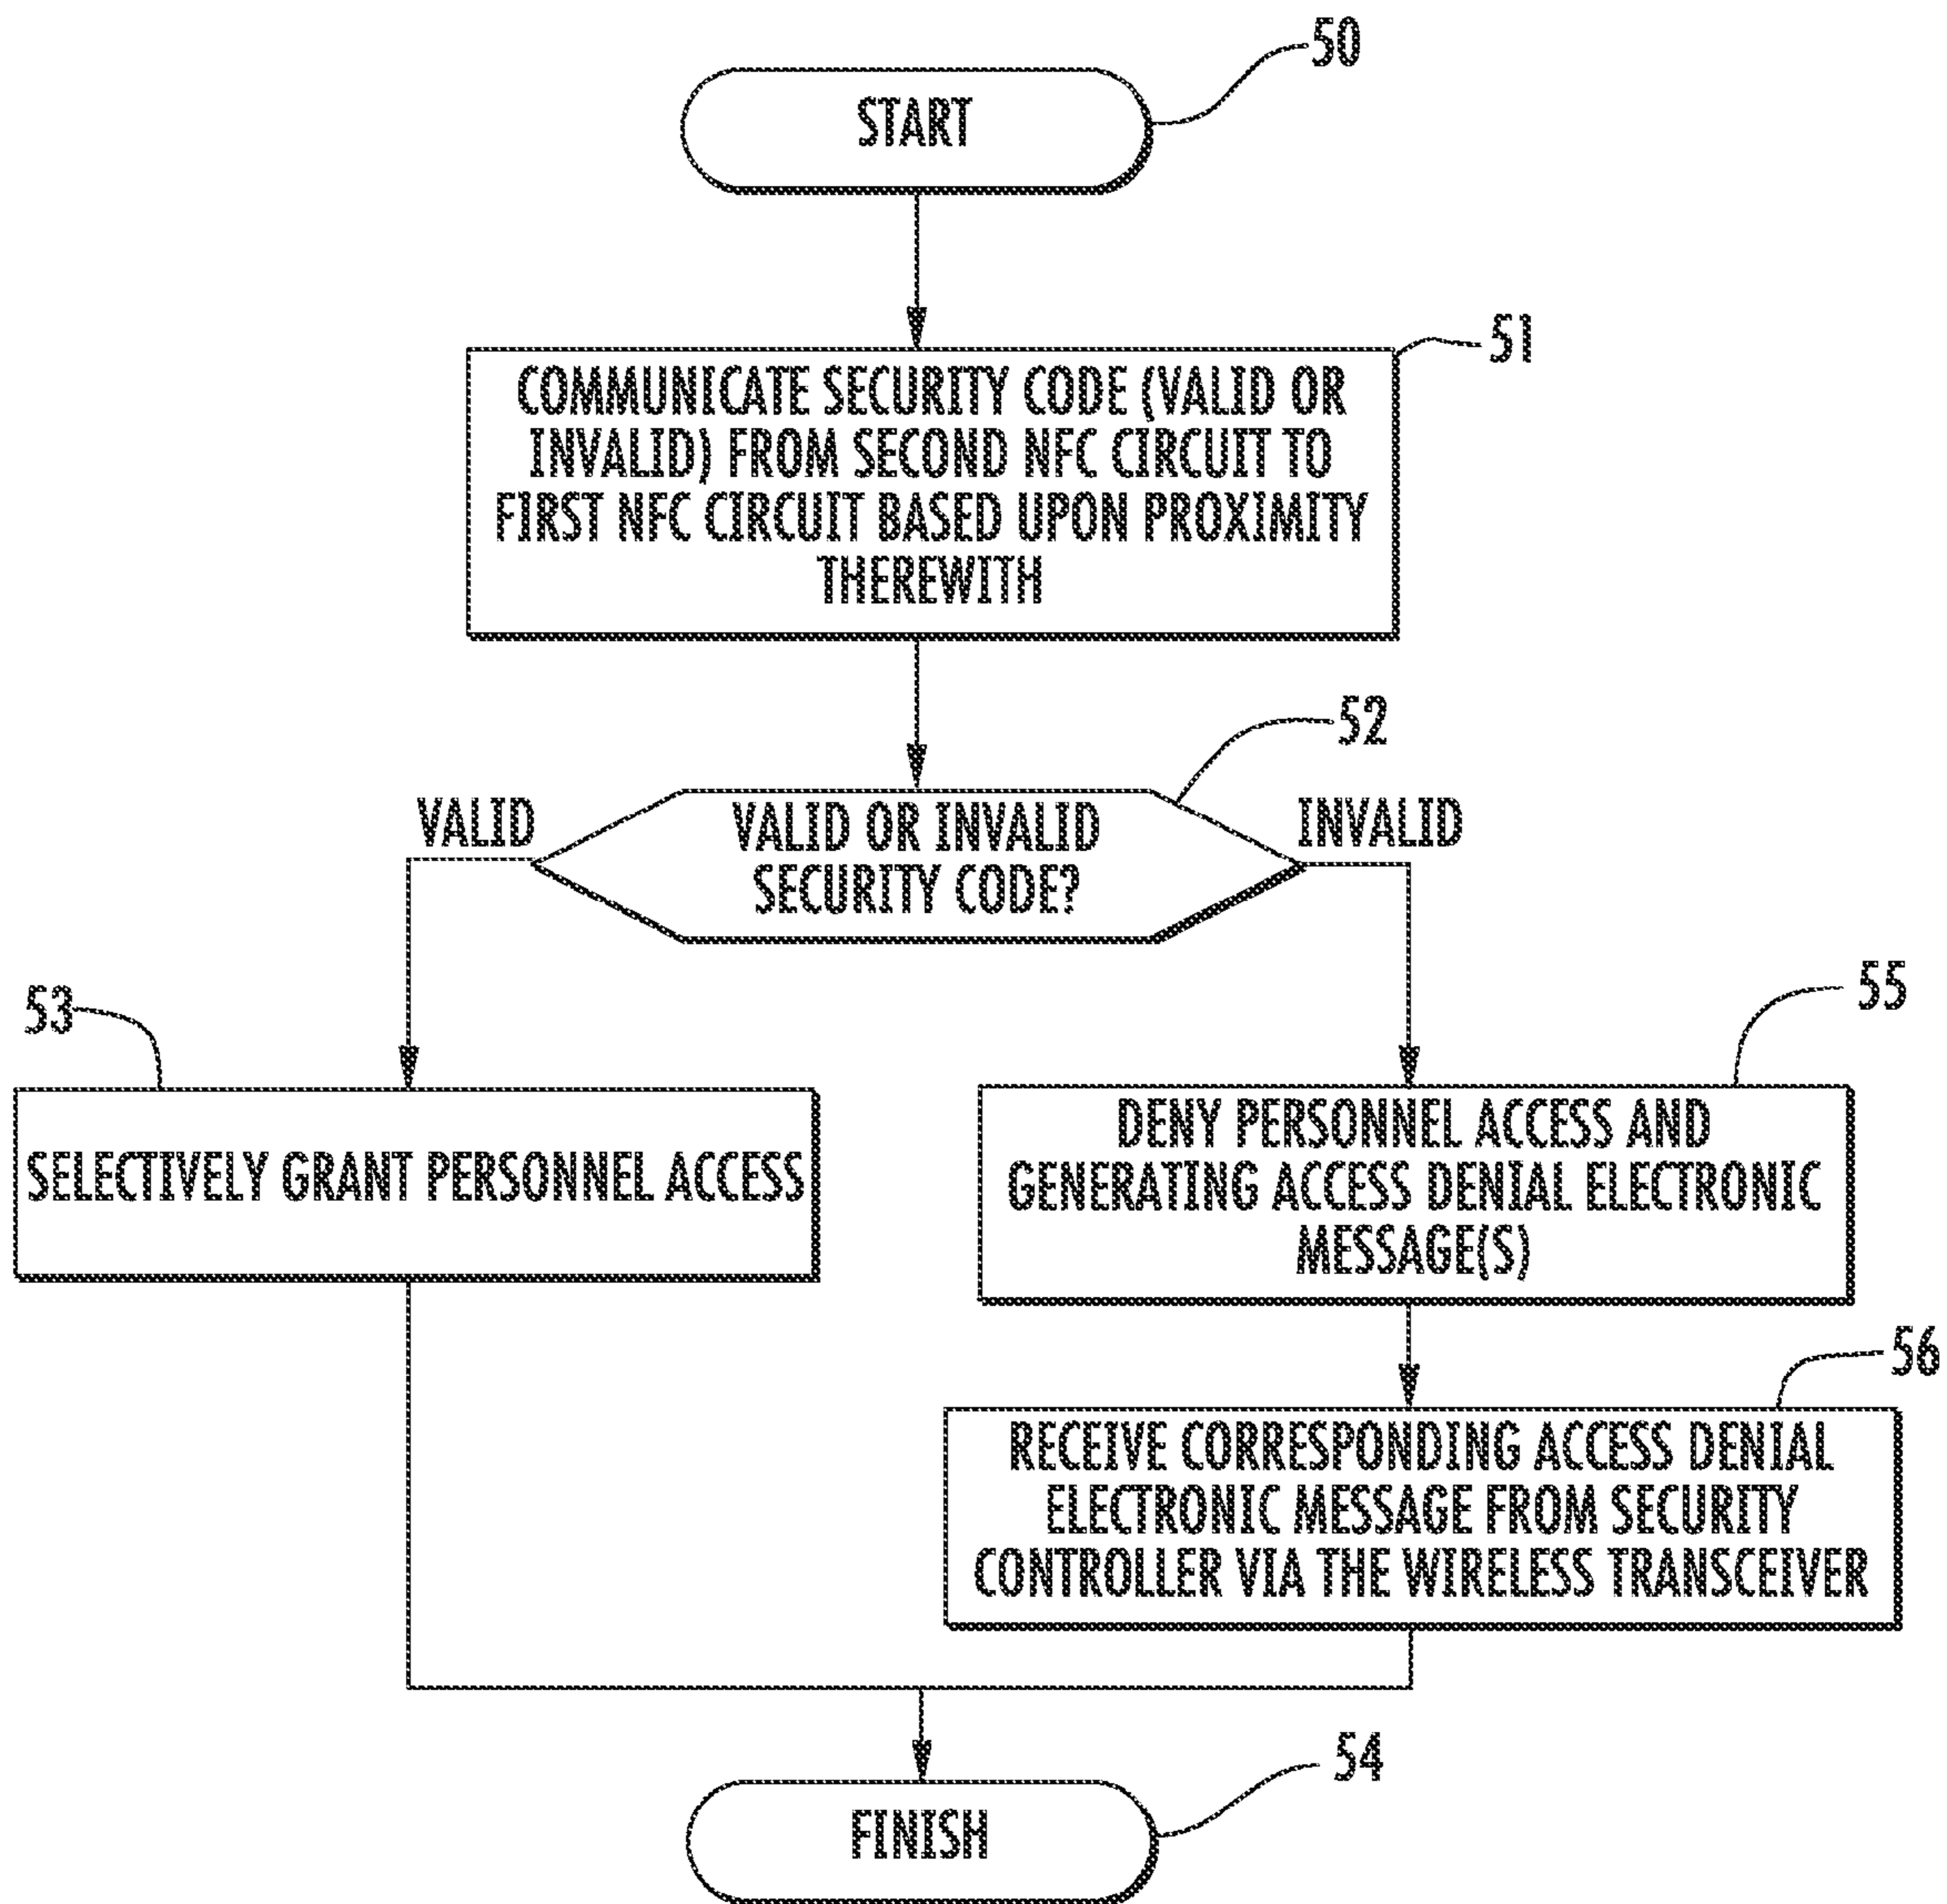 50
START
51
COMMUNICATE SECURITY CODE (VALID OR
INVALID) FROM SECOND NFC CIRCUIT TO
FIRST NFC CIRCUIT BASED UPON PROXIMITY
THEREWITH
52
VALID
VALID OR INVALID
SECURITY CODE?
INVALID
53
SELECTIVELY GRANT PERSONNEL ACCESS
55
DENY PERSONNEL ACCESS AND
GENERATING ACCESS DENIAL ELECTRONIC
MESSAGE(S)
56
RECEIVE CORRESPONDING ACCESS DENIAL
ELECTRONIC MESSAGE FROM SECURITY
CONTROLLER VIA THE WIRELESS TRANSCEIVER
54
FINISH